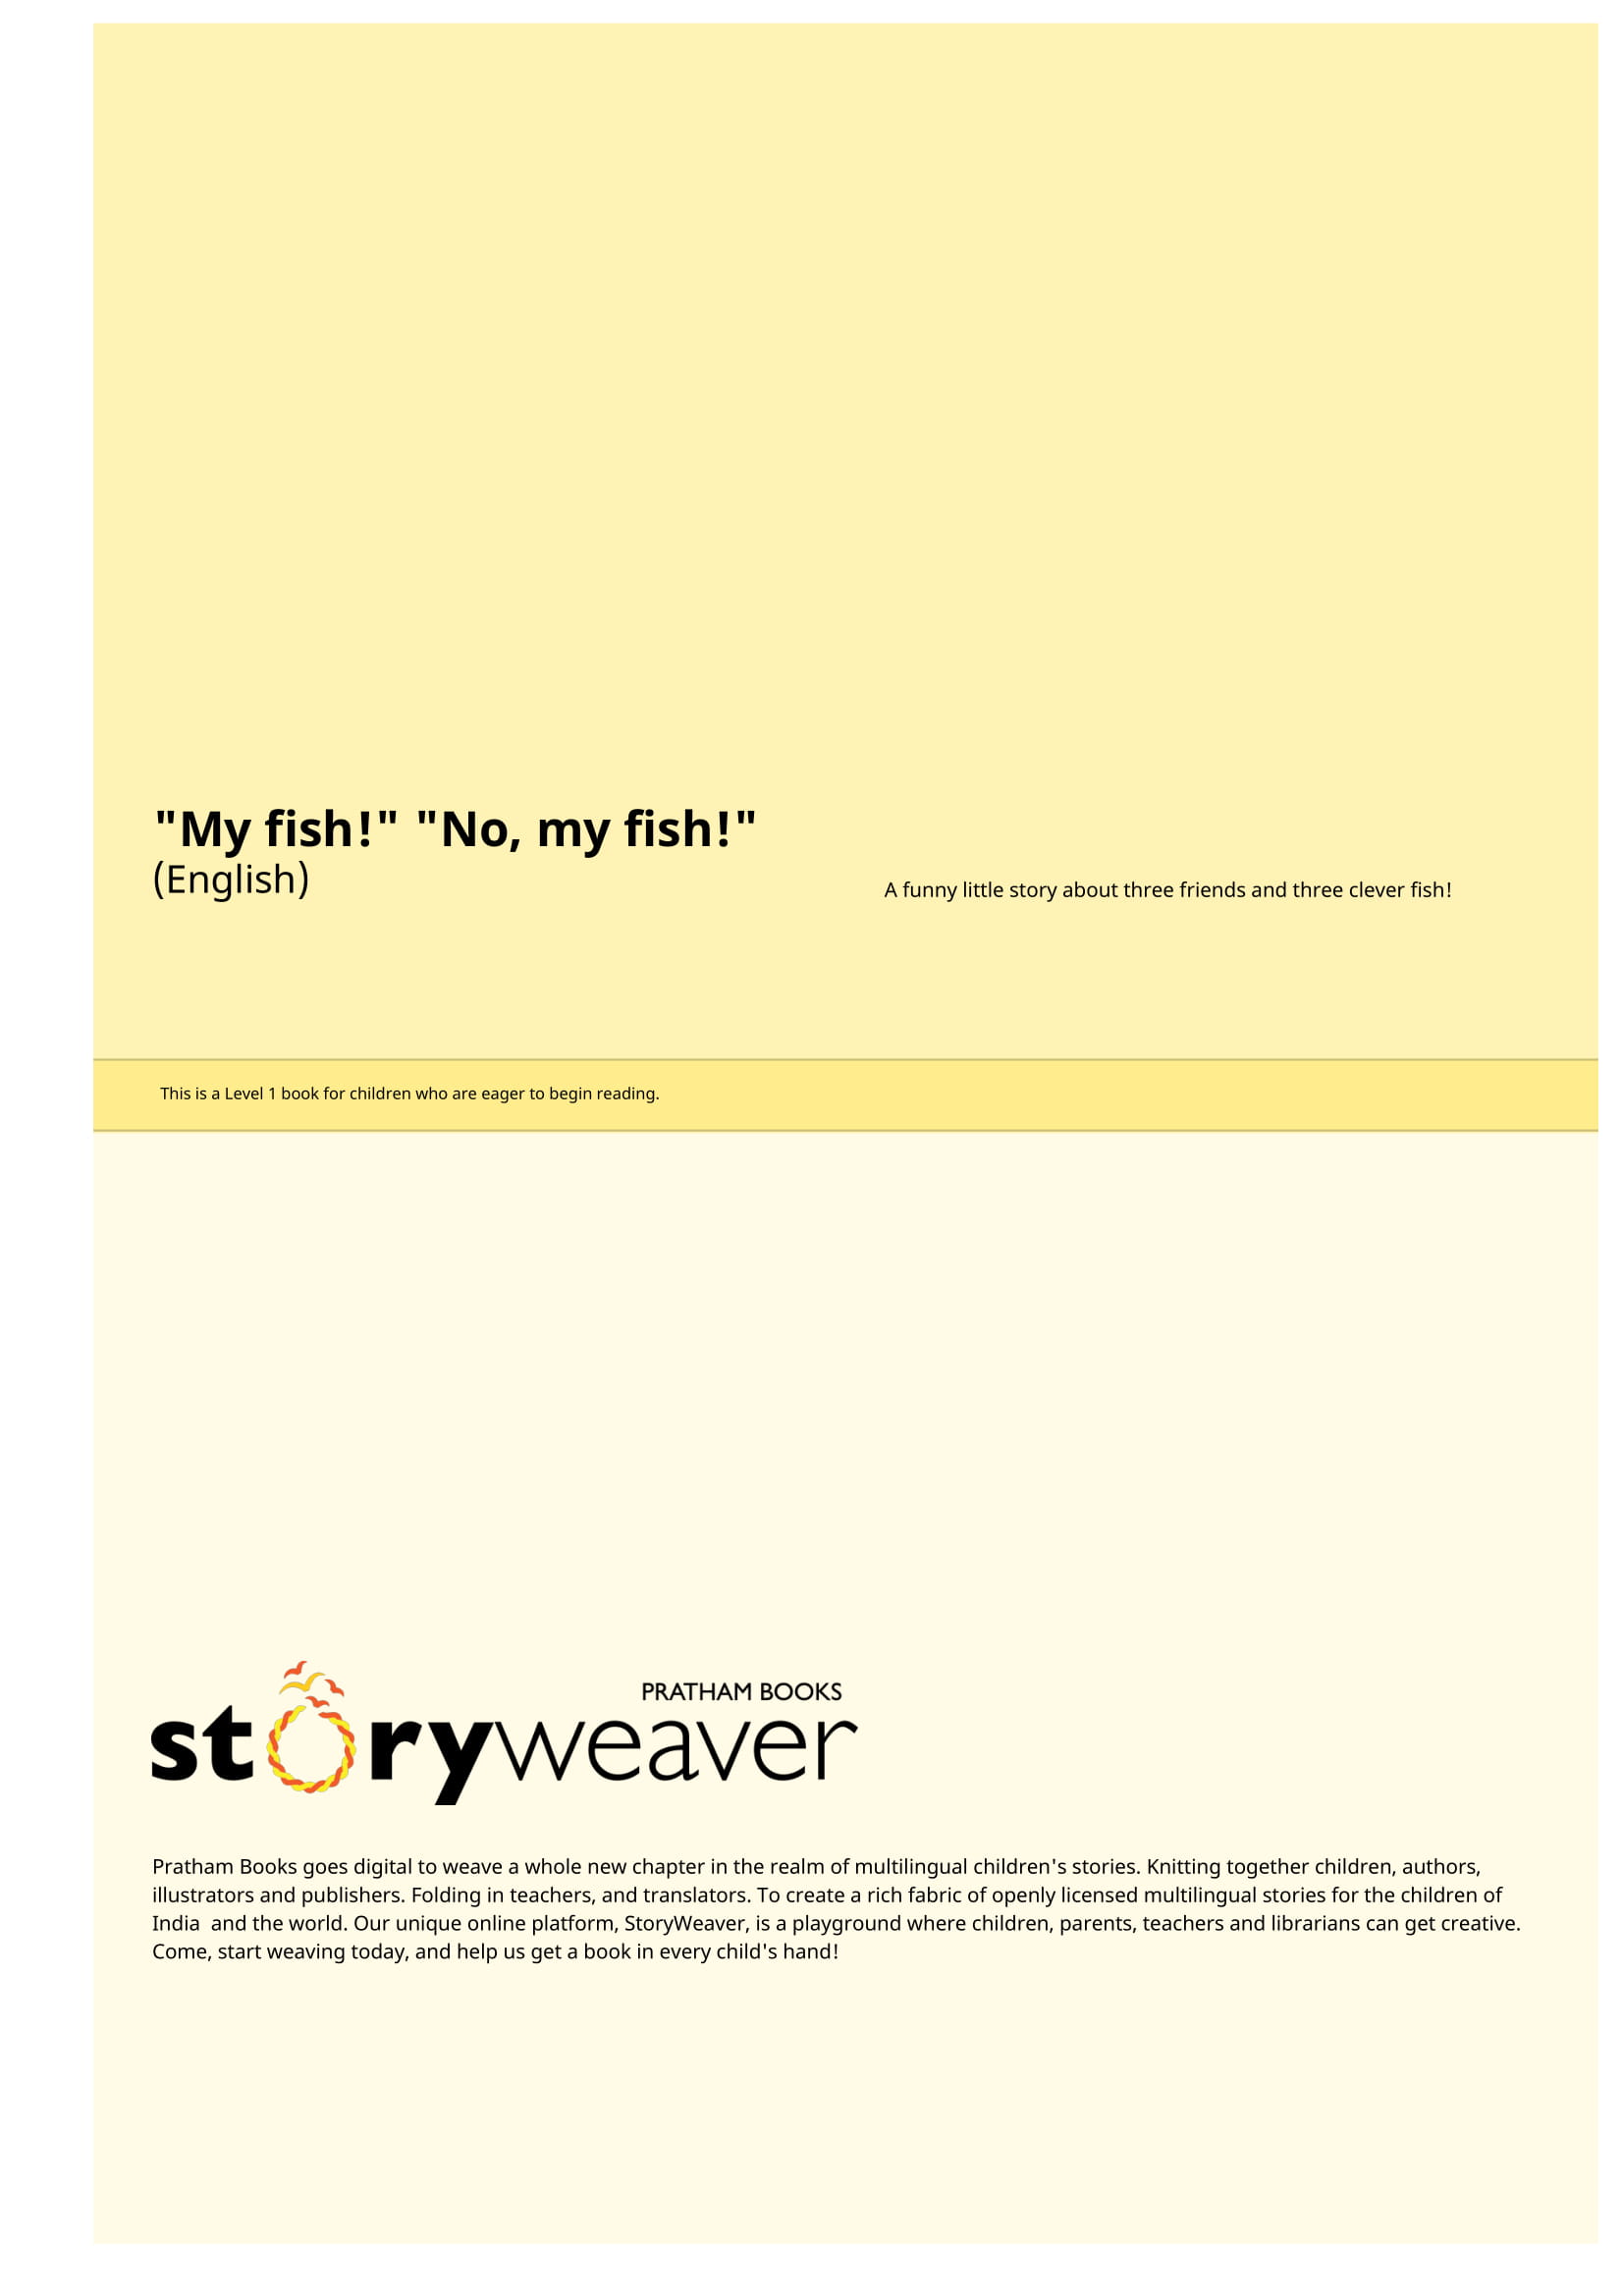 "My fish!" "No, my fish!"
(English)
A funny little story about three friends and three clever fish!
This is a Level 1 book for children who are eager to begin reading.
PRATHAM BOOKS
storyweaver
Pratham Books goes digital to weave a whole new chapter in the realm of multilingual children's stories. Knitting together children, authors,
illustrators and publishers. Folding in teachers, and translators. To create a rich fabric of openly licensed multilingual stories for the children of
India  and the world. Our unique online platform, StoryWeaver, is a playground where children, parents, teachers and librarians can get creative.
Come, start weaving today, and help us get a book in every child's hand!